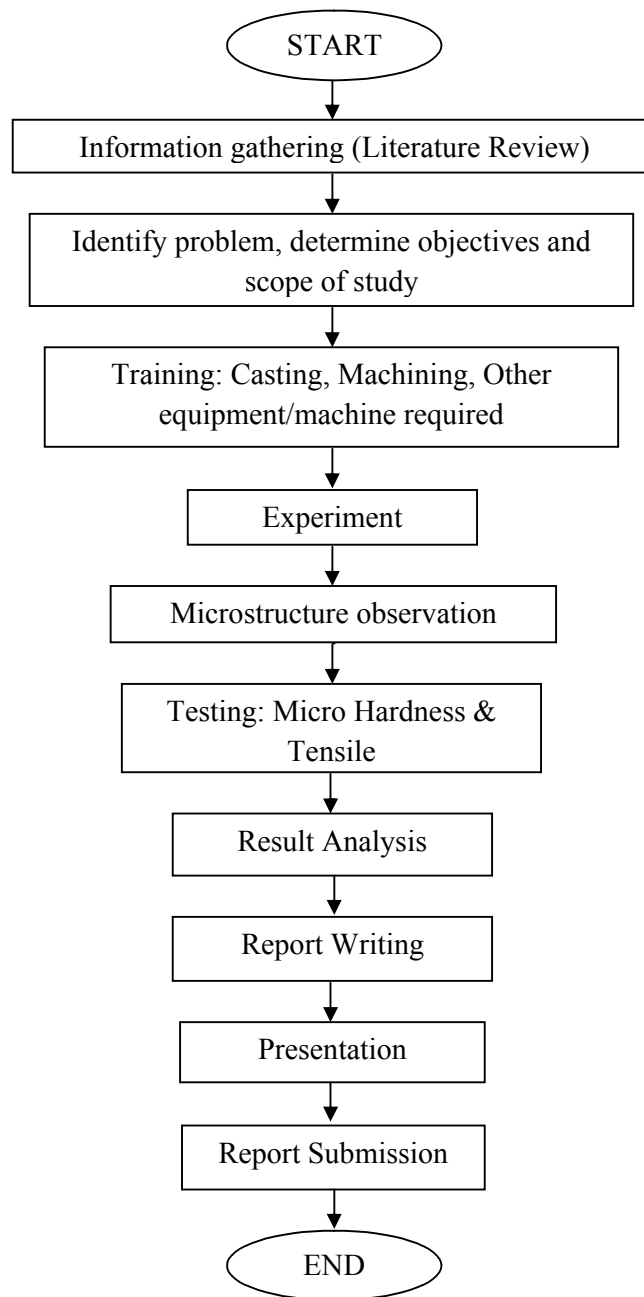 START
Information gathering (Literature Review)
Identify problem, determine objectives and
scope of study
Training: Casting, Machining, Other
equipment/machine required
Experiment
Microstructure observation
Testing: Micro Hardness &
Tensile
Result Analysis
Report Writing
Presentation
Report Submission
END